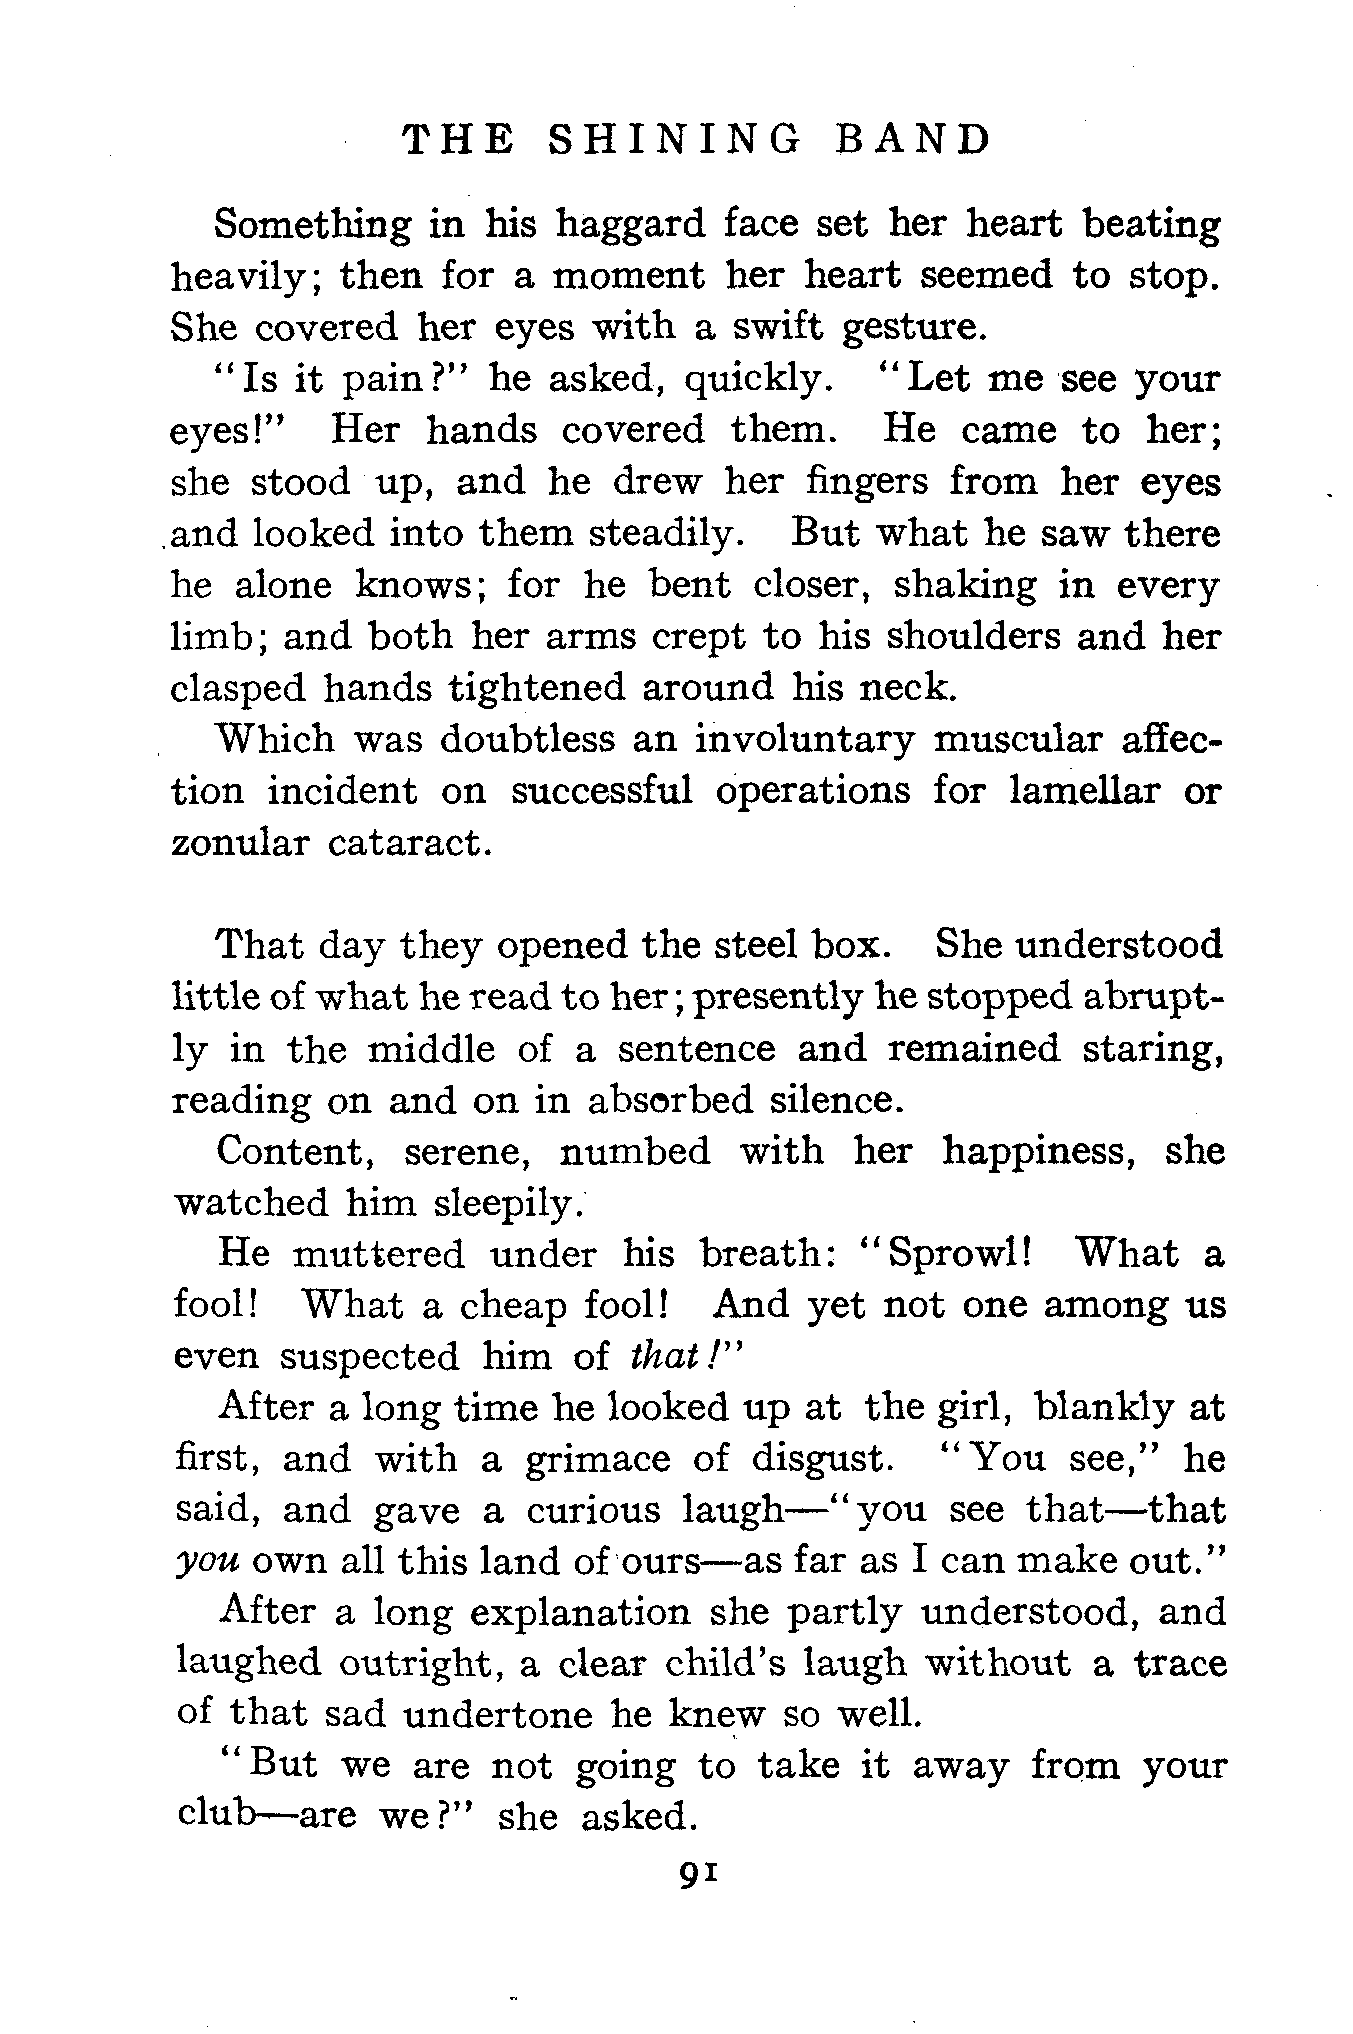 THE SHINING BAND
Something in his haggard face set her heart beating
heavily; then for a moment her heart seemed to stop.
She covered her eyes with a swift gesture.
"Is it pain?" he asked, quickly. "Let me see your
eyes!" Her hands covered them. He came to her;
she stood up, and he drew her fingers from her eyes
and looked into them steadily. But what he saw there
he alone knows; for he bent closer, shaking in every
limb; and both her arms crept to his shoulders and her
clasped hands tightened around his neck.
Which was doubtless an involuntary muscular affec-
tion incident on successful operations for lamellar or
zonular cataract.
That day they opened the steel box. She understood
little of what he read to her; presently he stopped abrupt-
ly in the middle of a sentence and remained staring,
reading on and on in absorbed silence.
Content, serene, numbed with her happiness, she
watched him sleepily.
He muttered under his breath: "Sprowl! What a
fool! What a cheap fool! And yet not one among us
even suspected him of that!"
After a long time he looked up at the girl, blankly at
first, and with a grimace of disgust. "You see," he
said, and gave a curious laugh—"you see that—that
you own all this land of ours—as far as I can make out."
After a long explanation she partly understood, and
laughed outright, a clear child's laugh without a trace
of that sad undertone he knew so well.
"But we are not going to take it away from your
club—are we?" she asked.
91